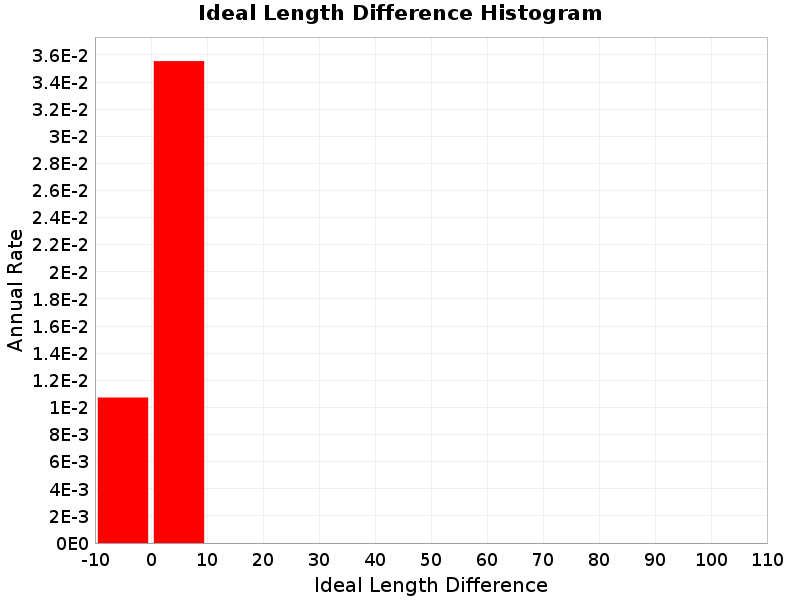 Ideal Length Difference Histogram
3.6E-2
3.4E-2
3.2E-2
3E-2
2.8E-2
2.6E-2
2.4E-2
2.2E-2
2E-2
1.8E-2
1.6E-2
1.4E-2
1.2E-2
1E-2
8E-3
6E-3
4E-3
2E-3
0E0
Annual Rate
-10 0 10 20 30 40 50 60 70 80 90 100 110
Ideal Length Difference